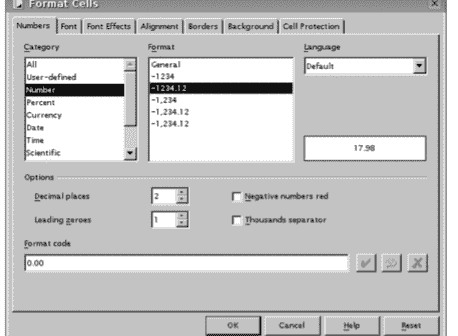 Format Cells
Numbers Font Font Effects Alignment Borders Background Cell Protection
Category Format Language
All General Default
User-defined -1234
Number -1234.12
Percent -1,234
Currency -1,234.12
Date -1,234.12
Time
Scientific 17.98
Options
Decimal places 2 Negative numbers red
Leading zeroes 1 Thousands separator
Format code
0.00
OK Cancel Help Reset